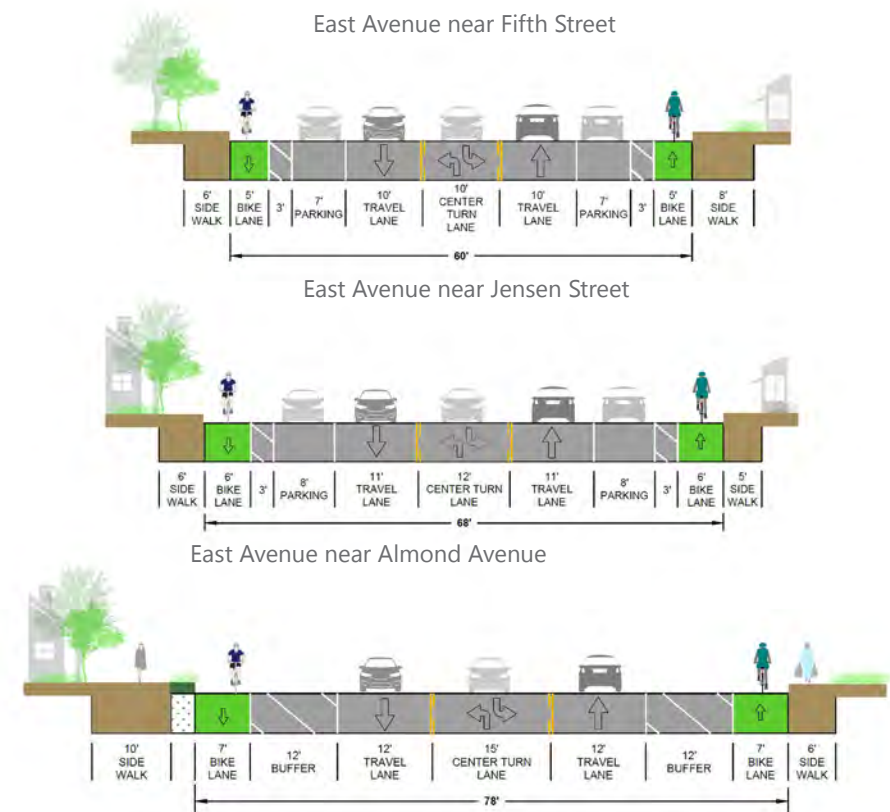 East Avenue near Fifth Street
6' SIDE WALK
5' BIKE LANE
3'
7' PARKING
10' TRAVEL LANE
10' CENTER TURN LANE
10' TRAVEL LANE
7' PARKING
3'
5' BIKE LANE
8' SIDE WALK
60'
East Avenue near Jensen Street
6' SIDE WALK
6' BIKE LANE
3'
8' PARKING
11' TRAVEL LANE
12' CENTER TURN LANE
11' TRAVEL LANE
8' PARKING
3'
6' BIKE LANE
5' SIDE WALK
68'
East Avenue near Almond Avenue
10' SIDE WALK
7' BIKE LANE
12' BUFFER
12' TRAVEL LANE
15' CENTER TURN LANE
12' TRAVEL LANE
12' BUFFER
7' BIKE LANE
6' SIDE WALK
78'